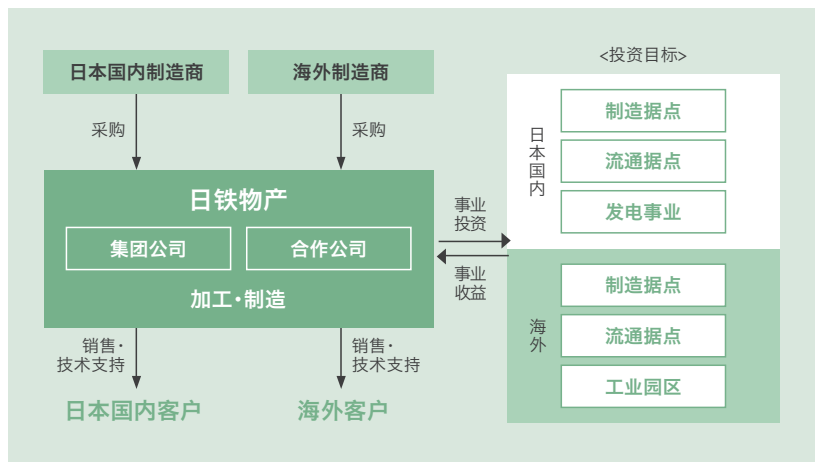 日本国内制造商
海外制造商
采购
采购
日铁物产
集团公司
合作公司
加工·制造
销售·
技术支持
销售·
技术支持
日本国内客户
海外客户
事业
投资
事业
收益
<投资目标>
日本国内
制造据点
流通据点
发电事业
海外
制造据点
流通据点
工业园区